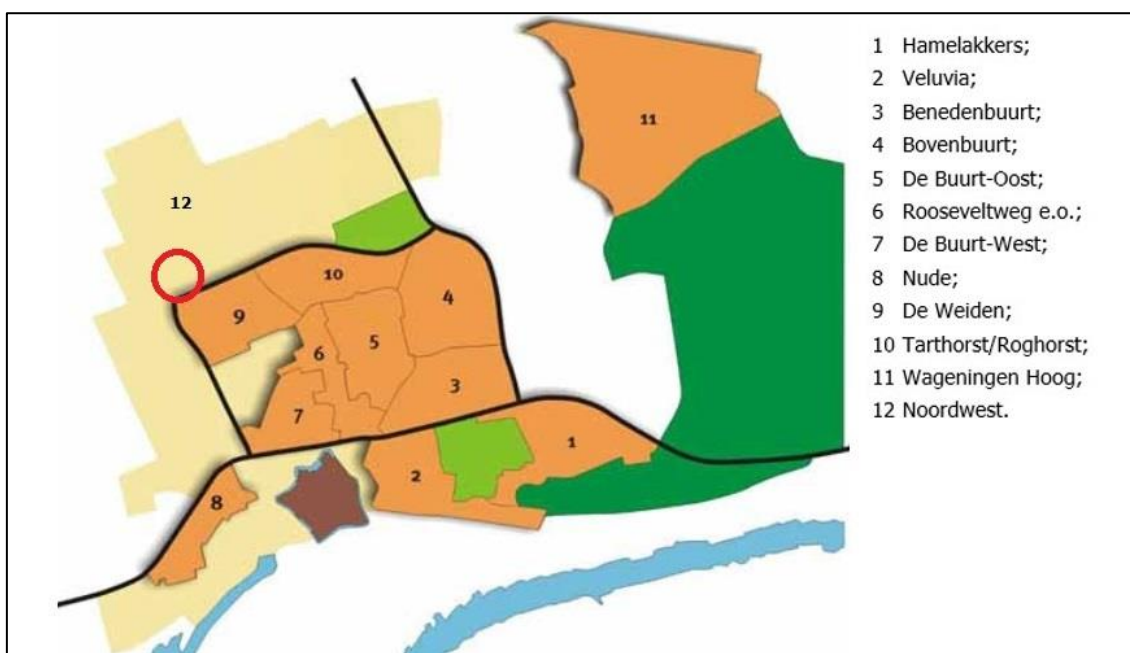 1 Hamelakkers;
2 Veluvia;
3 Benedenbuurt;
4 Bovenbuurt;
5 De Buurt-Oost;
6 Rooseveltweg e.o.;
7 De Buurt-West;
8 Nude;
9 De Weiden;
10 Tarthorst/Roghorst;
11 Wageningen Hoog;
12 Noordwest.
11
12
10
4
9
6
5
3
7
1
2
8